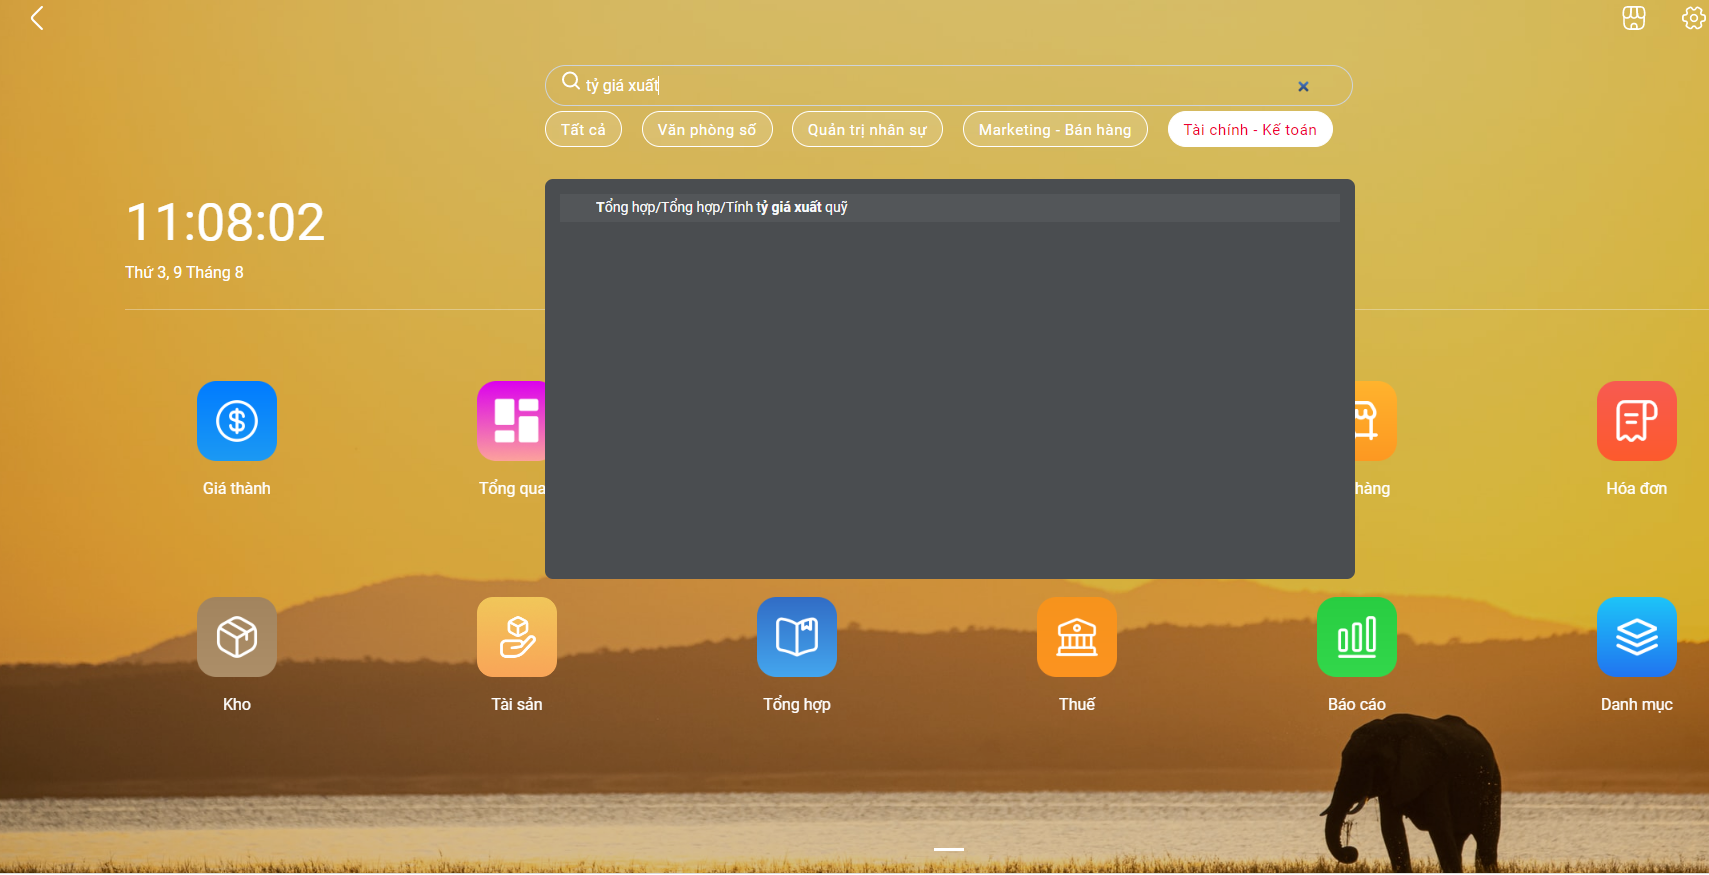 tỷ giá xuất
Tất cả Văn phòng số Quản trị nhân sự Marketing - Bán hàng Tài chính - Kế toán
Tổng hợp/Tổng hợp/Tính tỷ giá xuất quỹ
11:08:02
Thứ 3, 9 Tháng 8
Giá thành Tổng qua hàng Hóa đơn
Kho Tài sản Tổng hợp Thuế Báo cáo Danh mục